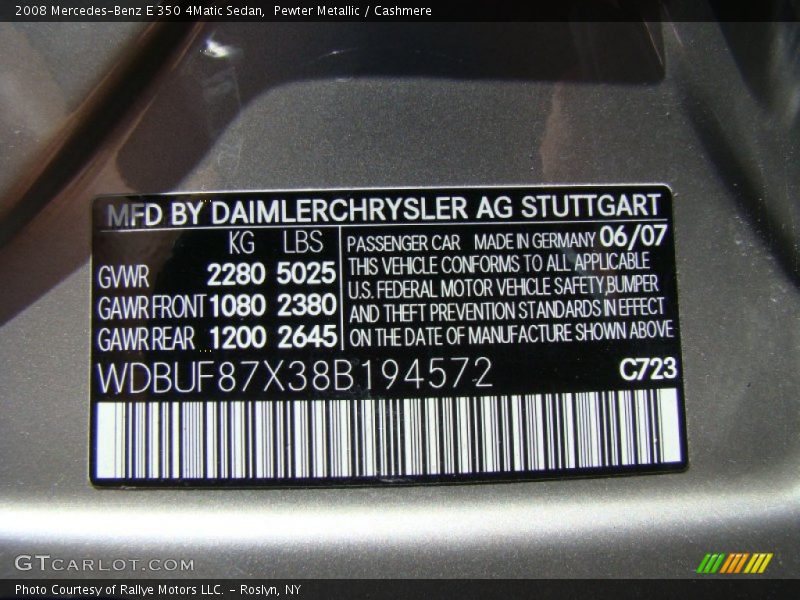 2008 Mercedes-Benz E 350 4Matic Sedan,  Pewter Metallic / Cashmere
MFD BY DAIMLERCHRYSLER AG STUTTGART
KG LBS
GVWR 2280 5025
GAWR FRONT 1080 2380
GAWR REAR 1200 2645
PASSENGER CAR MADE IN GERMANY 06/07
THIS VEHICLE CONFORMS TO ALL APPLICABLE
U.S. FEDERAL MOTOR VEHICLE SAFETY,BUMPER
AND THEFT PREVENTION STANDARDS IN EFFECT
ON THE DATE OF MANUFACTURE SHOWN ABOVE
WDBUF87X38B194572 C723
GTCARLOT.COM
Photo Courtesy of Rallye Motors LLC. - Roslyn, NY